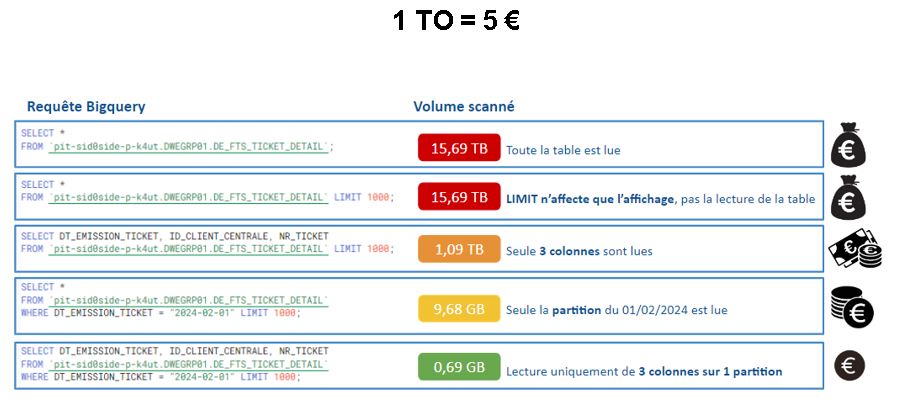 1 TO = 5 €
Requête Bigquery Volume scanné
SELECT *
FROM `pit-sid0side-p-k4ut.DWEGRP01.DE_FTS_TICKET_DETAIL`;
15,69 TB Toute la table est lue
SELECT *
FROM `pit-sid0side-p-k4ut.DWEGRP01.DE_FTS_TICKET_DETAIL` LIMIT 1000;
15,69 TB LIMIT n’affecte que l’affichage, pas la lecture de la table
SELECT DT_EMISSION_TICKET, ID_CLIENT_CENTRALE, NR_TICKET
FROM `pit-sid0side-p-k4ut.DWEGRP01.DE_FTS_TICKET_DETAIL` LIMIT 1000;
1,09 TB Seule 3 colonnes sont lues
SELECT *
FROM `pit-sid0side-p-k4ut.DWEGRP01.DE_FTS_TICKET_DETAIL`
WHERE DT_EMISSION_TICKET = "2024-02-01" LIMIT 1000;
9,68 GB Seule la partition du 01/02/2024 est lue
SELECT DT_EMISSION_TICKET, ID_CLIENT_CENTRALE, NR_TICKET
FROM `pit-sid0side-p-k4ut.DWEGRP01.DE_FTS_TICKET_DETAIL`
WHERE DT_EMISSION_TICKET = "2024-02-01" LIMIT 1000;
0,69 GB Lecture uniquement de 3 colonnes sur 1 partition